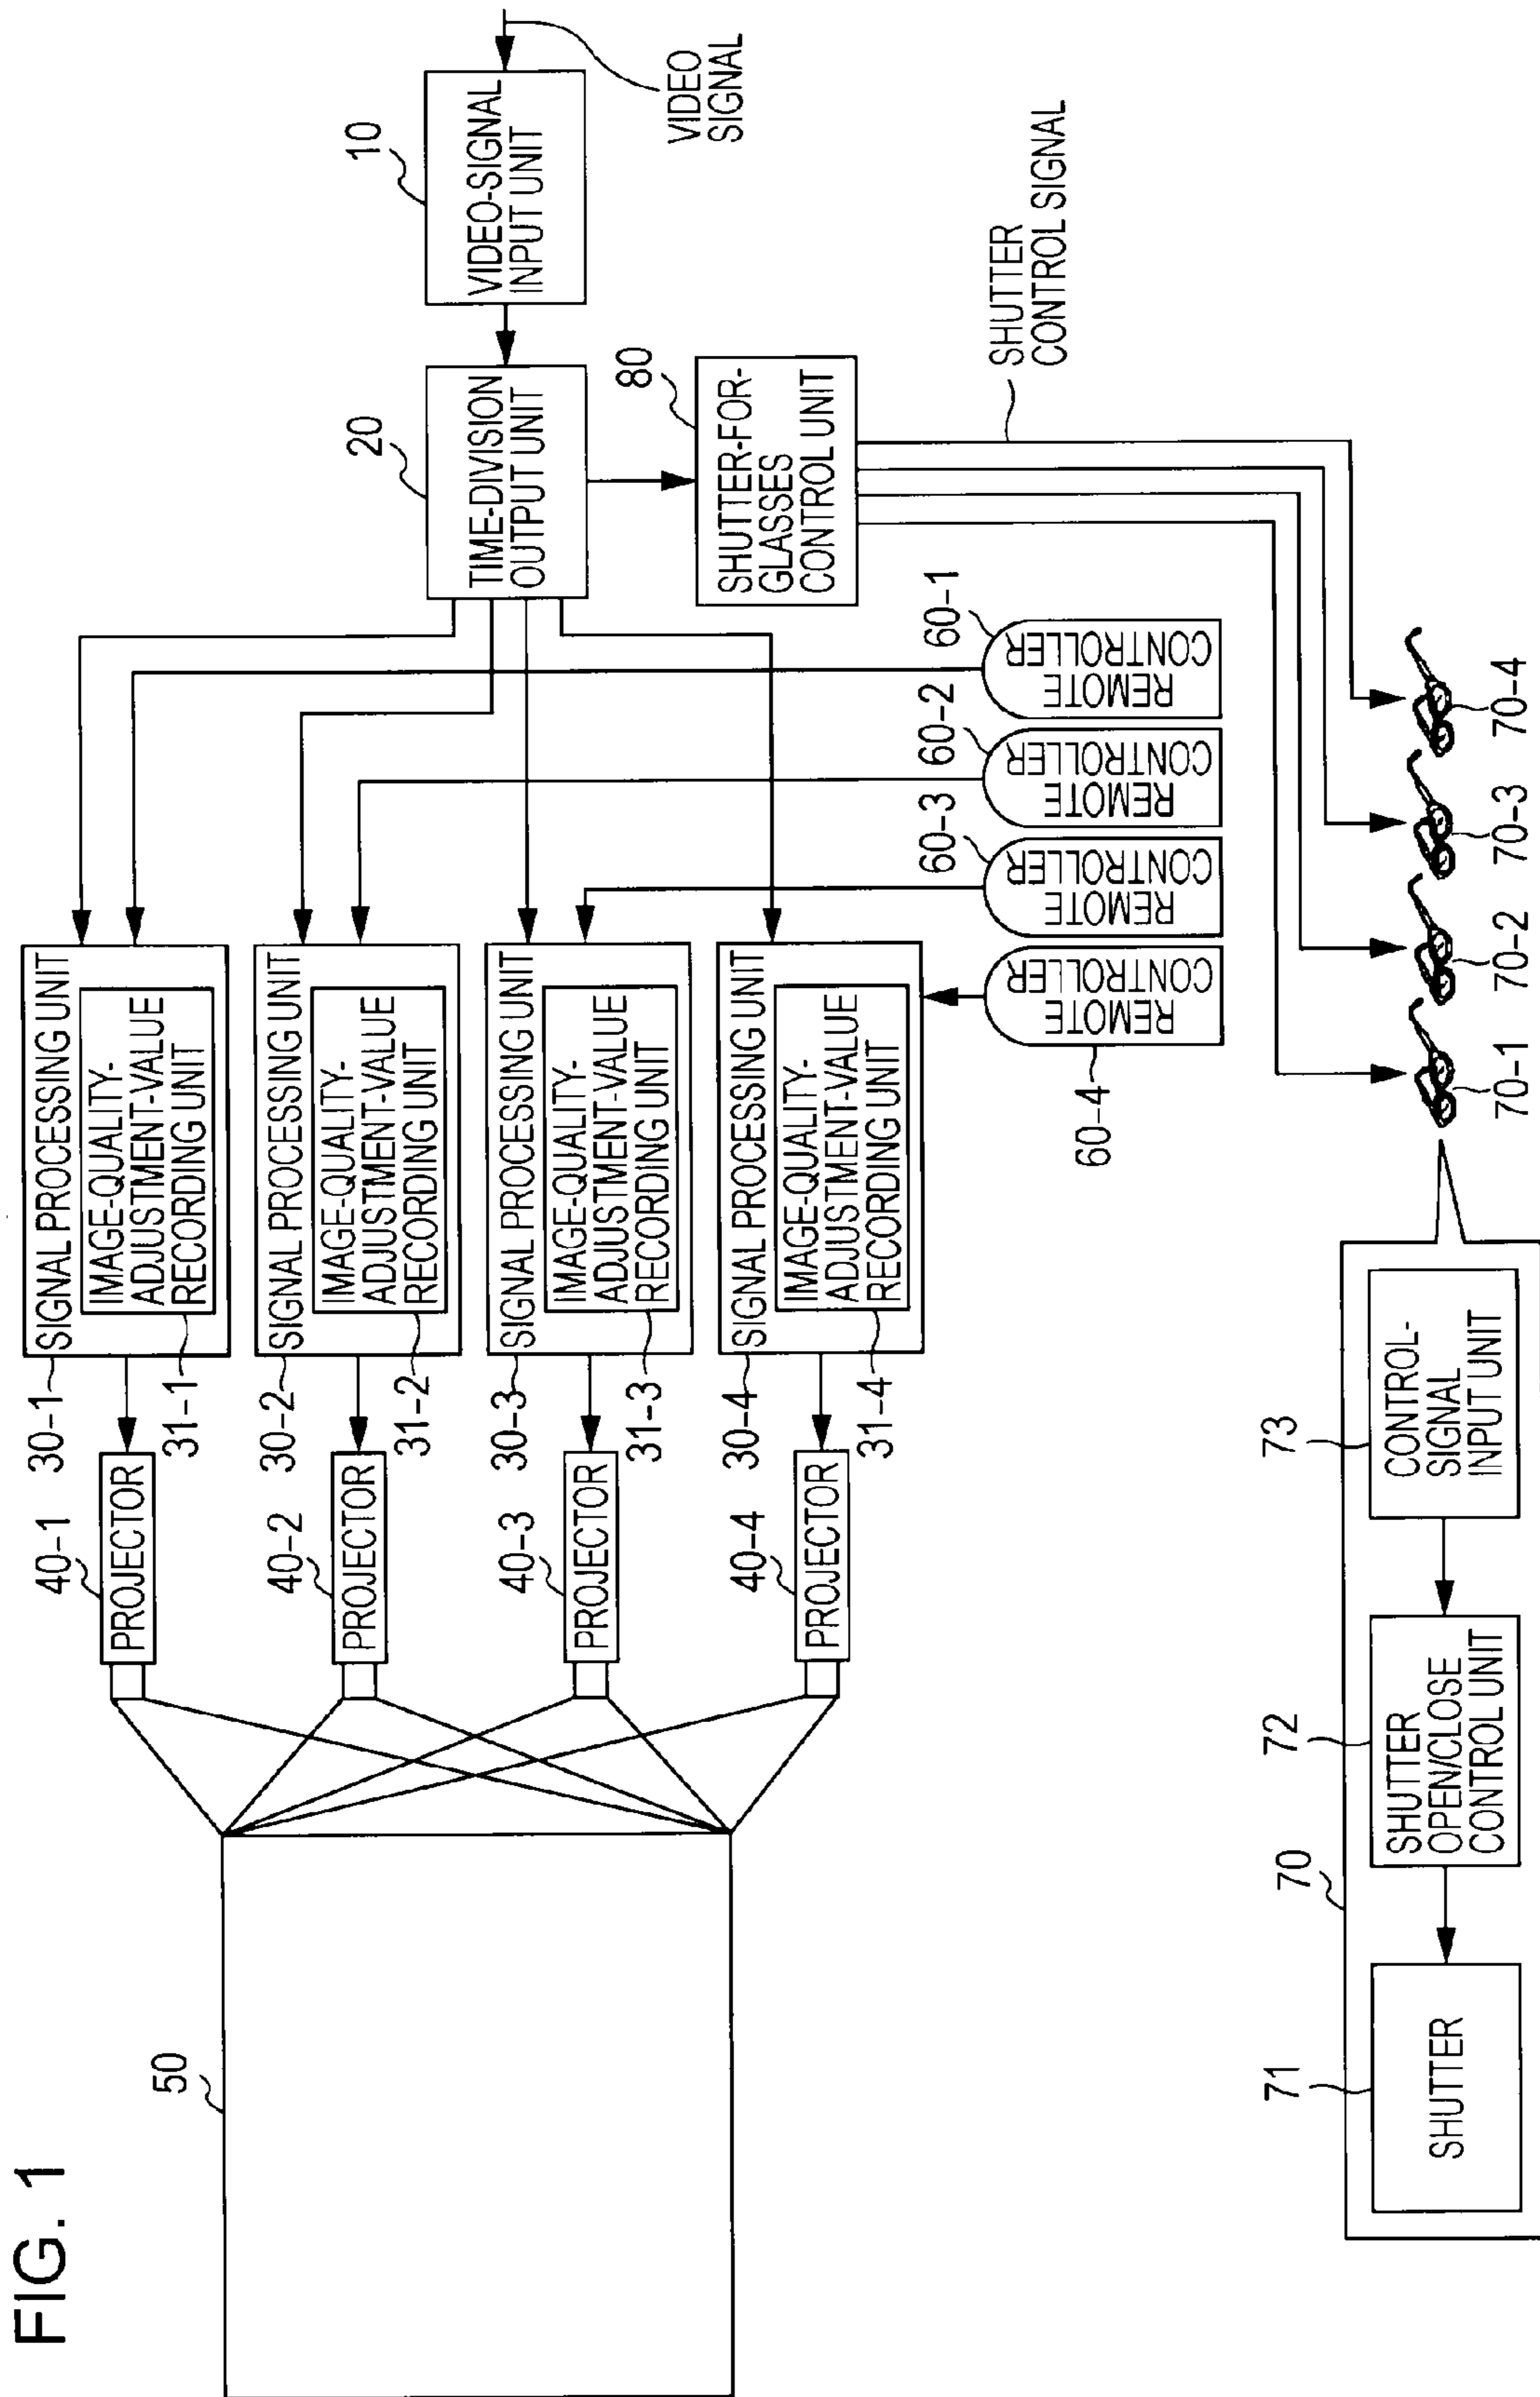 FIG. 1
50
40-1
PROJECTOR
40-2
PROJECTOR
40-3
PROJECTOR
40-4
PROJECTOR
30-1
SIGNAL PROCESSING UNIT
IMAGE-QUALITY-
ADJUSTMENT-VALUE
RECORDING UNIT
31-1
30-2
SIGNAL PROCESSING UNIT
IMAGE-QUALITY-
ADJUSTMENT-VALUE
RECORDING UNIT
31-2
30-3
SIGNAL PROCESSING UNIT
IMAGE-QUALITY-
ADJUSTMENT-VALUE
RECORDING UNIT
31-3
30-4
SIGNAL PROCESSING UNIT
IMAGE-QUALITY-
ADJUSTMENT-VALUE
RECORDING UNIT
31-4
20
TIME-DIVISION
OUTPUT UNIT
10
VIDEO-SIGNAL
INPUT UNIT
VIDEO
SIGNAL
80
SHUTTER-FOR-
GLASSES
CONTROL UNIT
SHUTTER
CONTROL SIGNAL
60-1
REMOTE
CONTROLLER
60-2
REMOTE
CONTROLLER
60-3
REMOTE
CONTROLLER
60-4
REMOTE
CONTROLLER
70-1
70-2
70-3
70-4
70
71
SHUTTER
72
SHUTTER
OPEN/CLOSE
CONTROL UNIT
73
CONTROL-
SIGNAL
INPUT UNIT